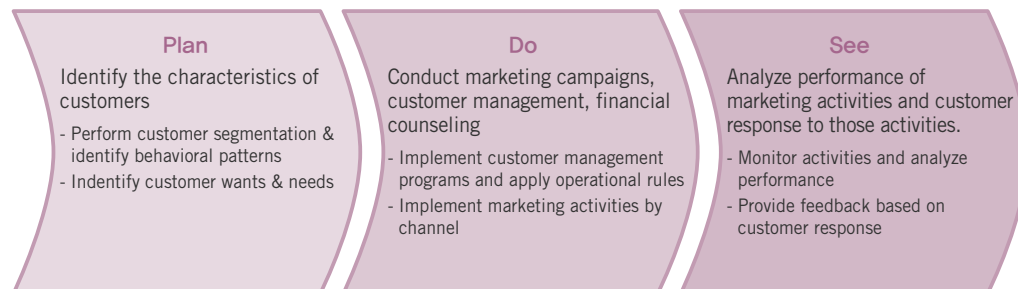 Plan
Identify the characteristics of
customers
- Perform customer segmentation &
identify behavioral patterns
- Indentify customer wants & needs
Do
Conduct marketing campaigns,
customer management, financial
counseling
- Implement customer management
programs and apply operational rules
- Implement marketing activities by
channel
See
Analyze performance of
marketing activities and customer
response to those activities.
- Monitor activities and analyze
performance
- Provide feedback based on
customer response